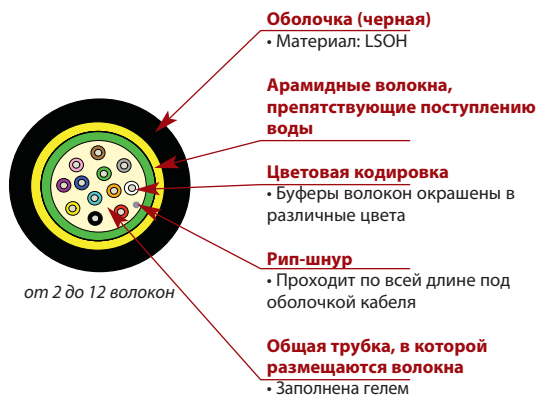 Оболочка (черная)
• Материал: LSOH
Арамидные волокна,
препятствующие поступлению
воды
Цветовая кодировка
• Буферы волокон окрашены в
различные цвета
Рип-шнур
• Проходит по всей длине под
оболочкой кабеля
Общая трубка, в которой
размещаются волокна
• Заполнена гелем
от 2 до 12 волокон